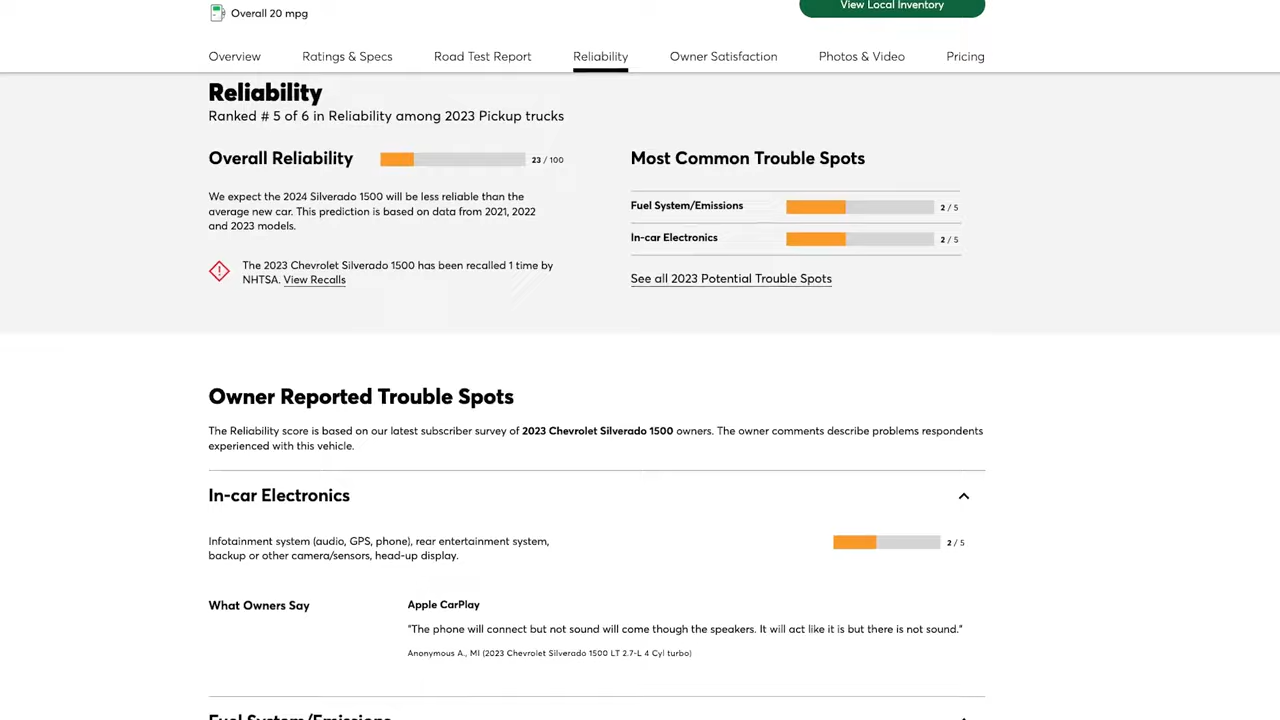 Overall 20 mpg
View Local Inventory
Overview Ratings & Specs Road Test Report Reliability Owner Satisfaction Photos & Video Pricing
Reliability
Ranked # 5 of 6 in Reliability among 2023 Pickup trucks
Overall Reliability 23 / 100
We expect the 2024 Silverado 1500 will be less reliable than the
average new car. This prediction is based on data from 2021, 2022
and 2023 models.
The 2023 Chevrolet Silverado 1500 has been recalled 1 time by
NHTSA. View Recalls
Most Common Trouble Spots
Fuel System/Emissions 2 / 5
In-car Electronics 2 / 5
See all 2023 Potential Trouble Spots
Owner Reported Trouble Spots
The Reliability score is based on our latest subscriber survey of 2023 Chevrolet Silverado 1500 owners. The owner comments describe problems respondents
experienced with this vehicle.
In-car Electronics
Infotainment system (audio, GPS, phone), rear entertainment system,
backup or other camera/sensors, head-up display.
2 / 5
What Owners Say
Apple CarPlay
"The phone will connect but not sound will come though the speakers. It will act like it is but there is not sound."
Anonymous A., MI (2023 Chevrolet Silverado 1500 LT 2.7-L 4 Cyl turbo)
Fuel System/Emissions